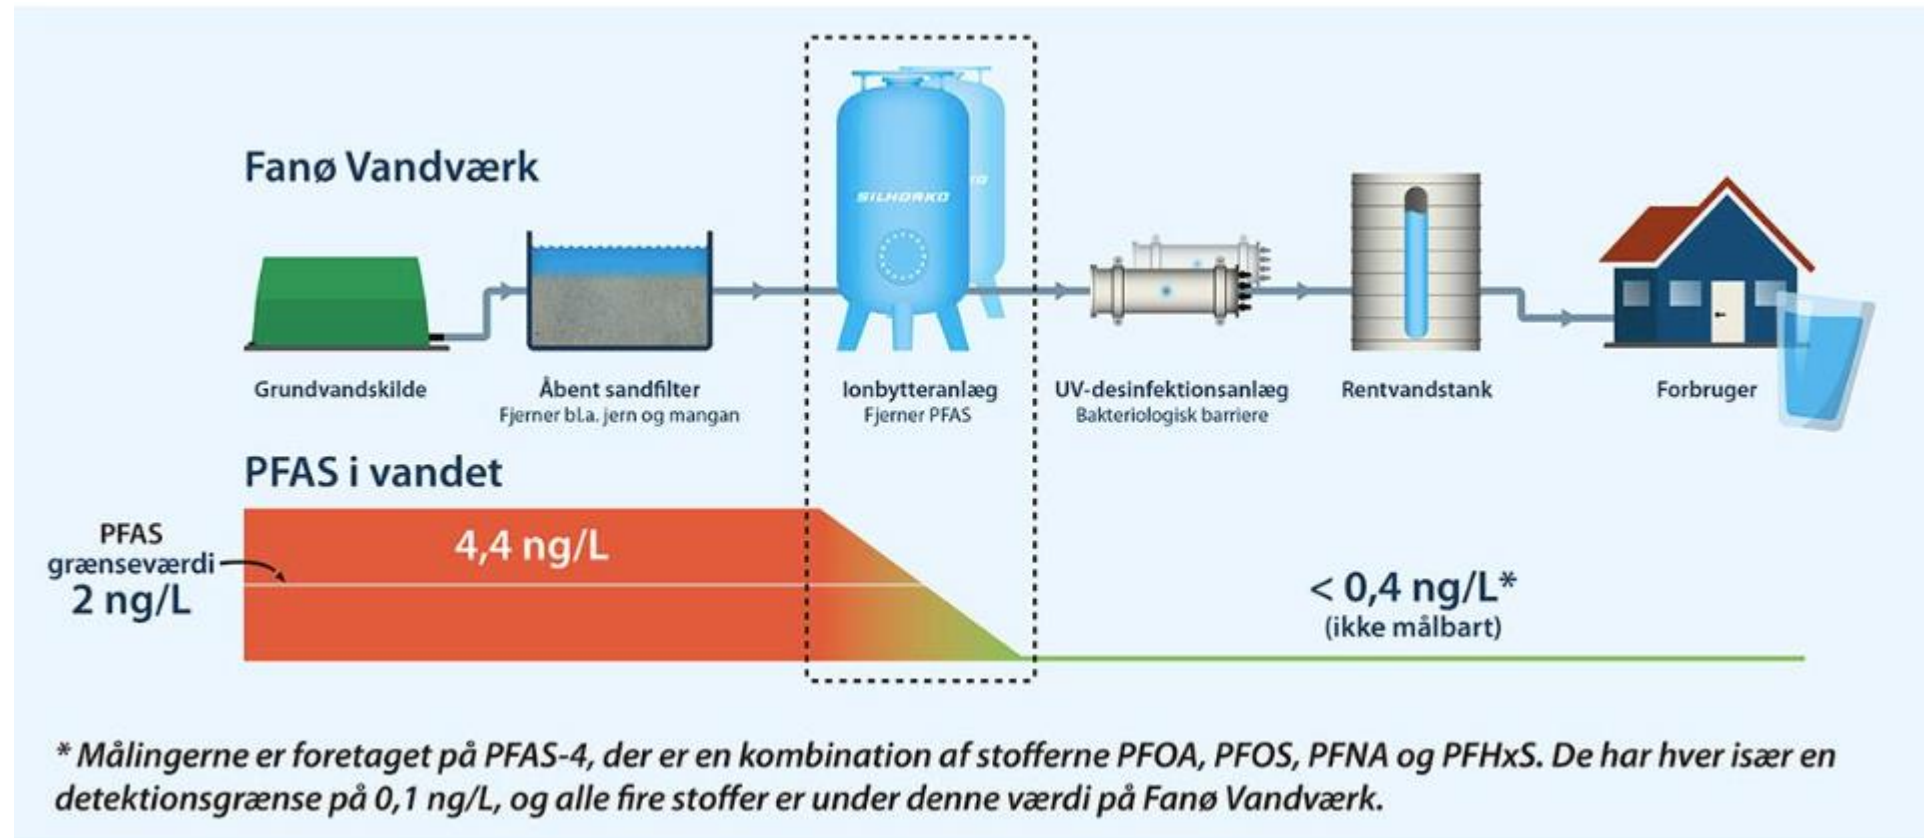 Fanø Vandværk
SILHORKO
Grundvandskilde
Åbent sandfilter
Fjerner bl.a. jern og mangan
Ionbytteranlæg
Fjerner PFAS
UV-desinfektionsanlæg
Bakteriologisk barriere
Rentvandstank
Forbruger
PFAS i vandet
PFAS
grænseværdi
2 ng/L
4,4 ng/L
< 0,4 ng/L*
(ikke målbart)
* Målingerne er foretaget på PFAS-4, der er en kombination af stofferne PFOA, PFOS, PFNA og PFHxS. De har hver især en
detektionsgrænse på 0,1 ng/L, og alle fire stoffer er under denne værdi på Fanø Vandværk.